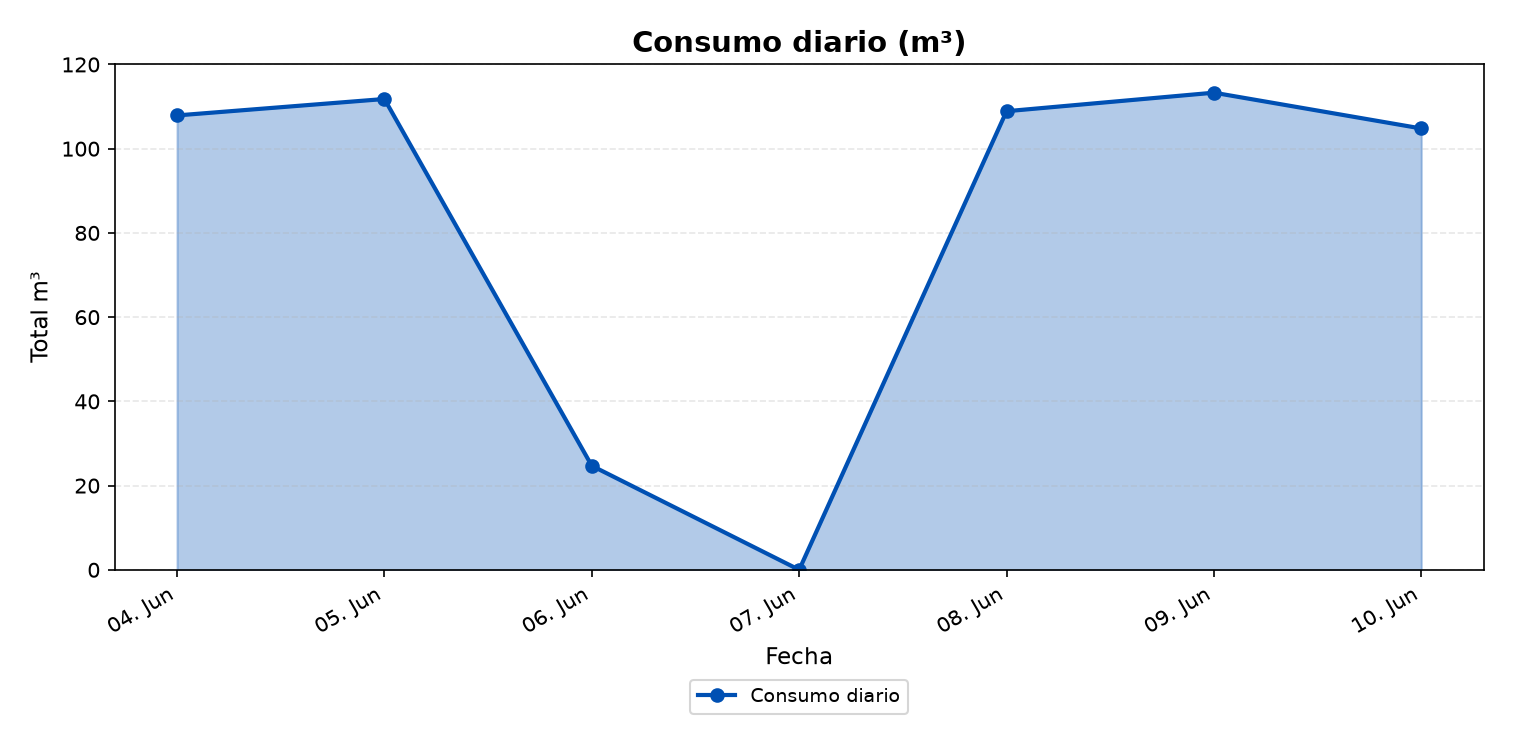 Consumo diario (m³)
120
100
80
60
40
20
0
Total m³
04. Jun
05. Jun
06. Jun
07. Jun
08. Jun
09. Jun
10. Jun
Fecha
Consumo diario